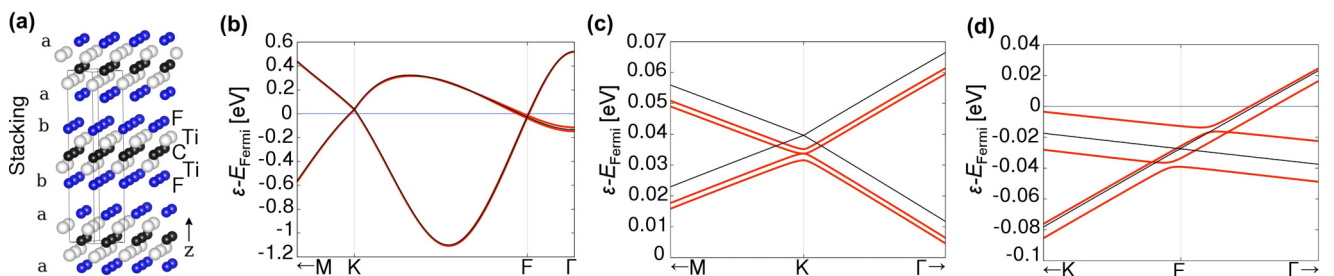 (a)
Stacking
a
a
b
b
a
a
F
Ti
C
Ti
F
z
(b)
ε-E_Fermi [eV]
0.6
0.4
0.2
0
-0.2
-0.4
-0.6
-0.8
-1
-1.2
←M K F Γ
(c)
ε-E_Fermi [eV]
0.07
0.06
0.05
0.04
0.03
0.02
0.01
0
←M K Γ→
(d)
ε-E_Fermi [eV]
0.04
0.02
0
-0.02
-0.04
-0.06
-0.08
-0.1
←K F Γ→